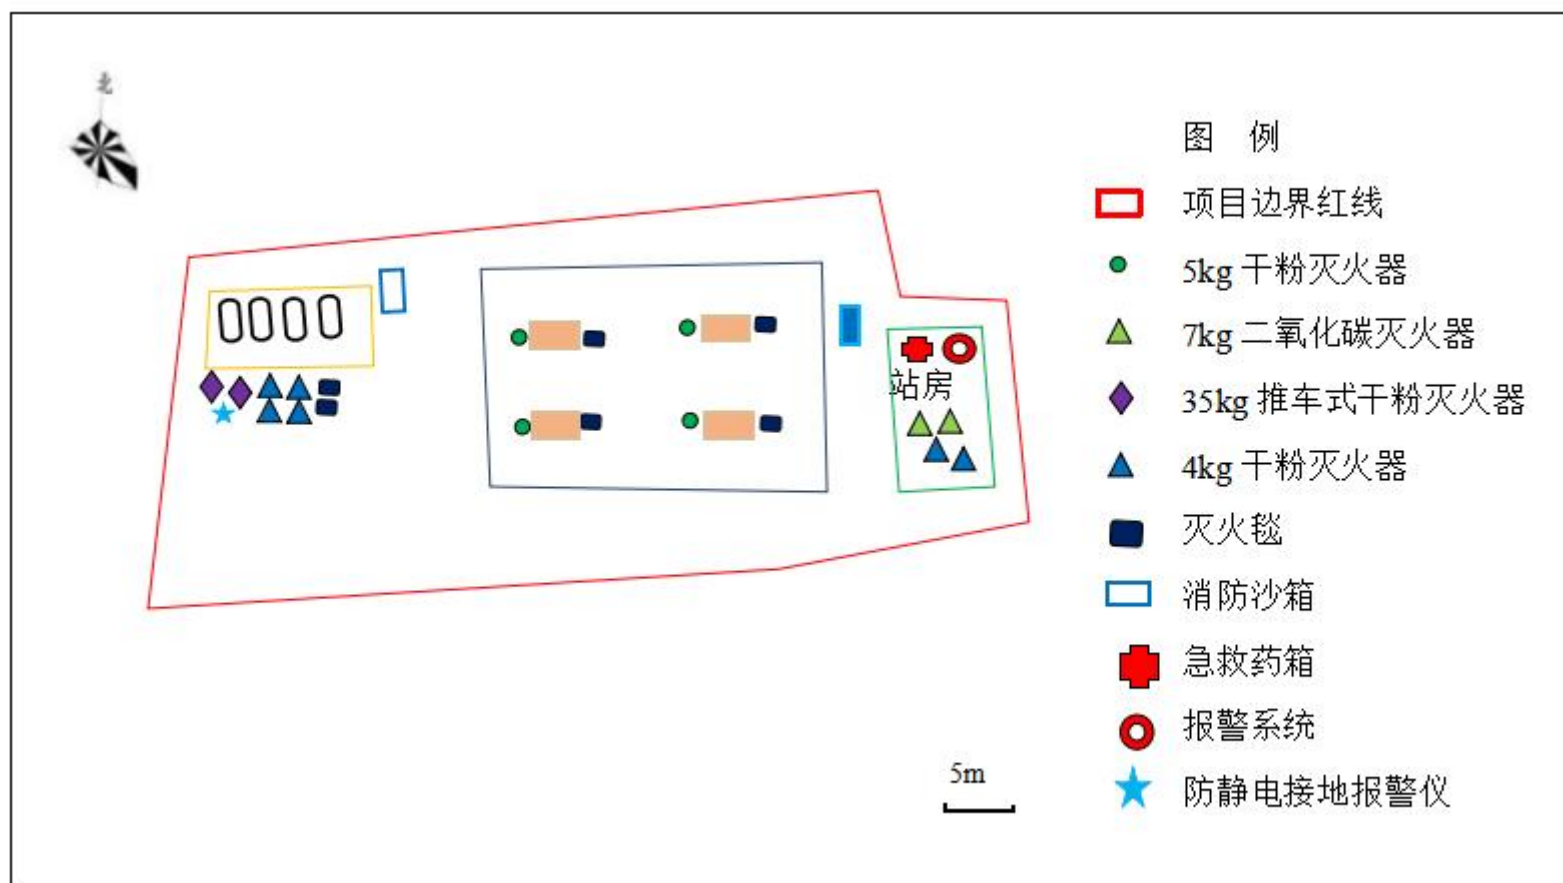 北
图 例
项目边界红线
5kg 干粉灭火器
7kg 二氧化碳灭火器
35kg 推车式干粉灭火器
4kg 干粉灭火器
灭火毯
消防沙箱
急救药箱
报警系统
防静电接地报警仪
站房
5m